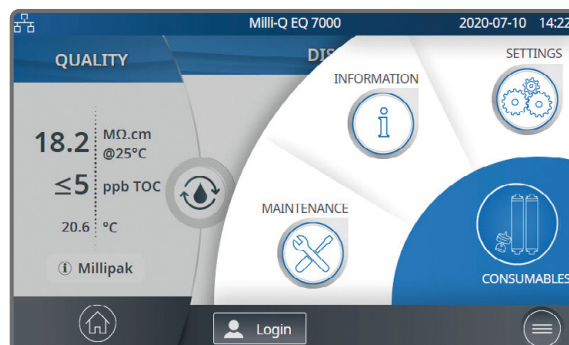 Milli-Q EQ 7000
2020-07-10 14:22
QUALITY
DIS
INFORMATION
SETTINGS
18.2 MΩ.cm
@25°C
≤5 ppb TOC
20.6 °C
i Millipak
MAINTENANCE
i
CONSUMABLES
Login